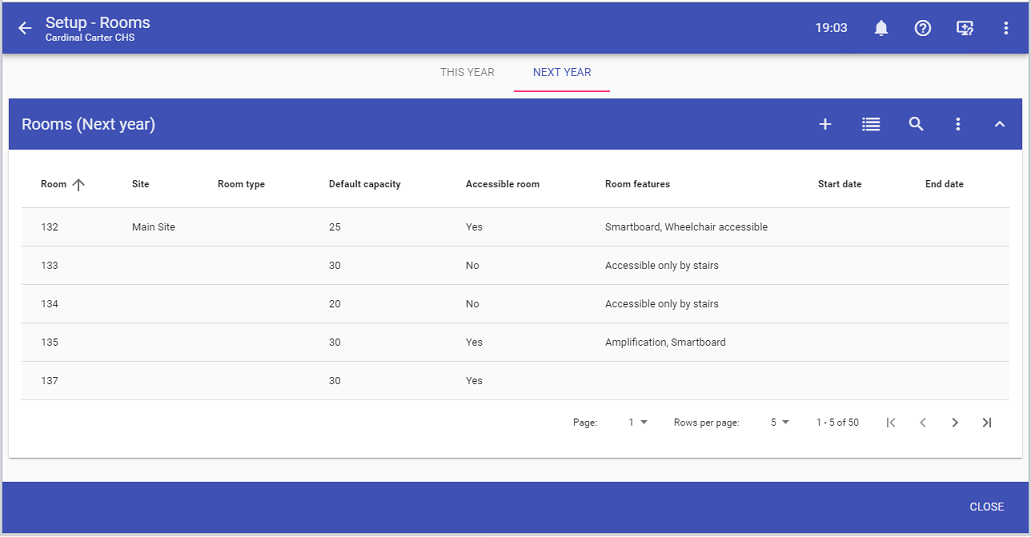 Setup - Rooms
Cardinal Carter CHS
19:03
THIS YEAR NEXT YEAR
Rooms (Next year)
Room Site Room type Default capacity Accessible room Room features Start date End date
132 Main Site 25 Yes Smartboard, Wheelchair accessible
133 30 No Accessible only by stairs
134 20 No Accessible only by stairs
135 30 Yes Amplification, Smartboard
137 30 Yes
Page: 1 Rows per page: 5 1 - 5 of 50
CLOSE